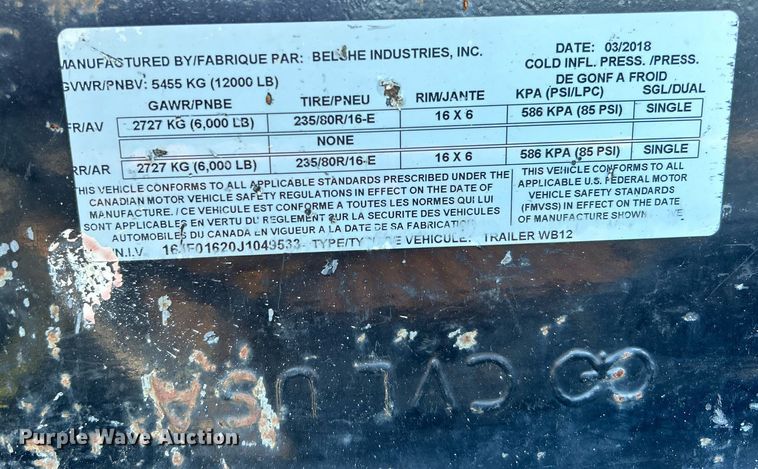 MANUFACTURED BY/FABRIQUE PAR: BELSHE INDUSTRIES, INC.
DATE: 03/2018
GVWR/PNBV: 5455 KG (12000 LB)
COLD INFL. PRESS. /PRESS.
DE GONF A FROID
GAWR/PNBE TIRE/PNEU RIM/JANTE KPA (PSI/LPC) SGL/DUAL
FR/AV 2727 KG (6,000 LB) 235/80R/16-E 16 X 6 586 KPA (85 PSI) SINGLE
NONE
RR/AR 2727 KG (6,000 LB) 235/80R/16-E 16 X 6 586 KPA (85 PSI) SINGLE
THIS VEHICLE CONFORMS TO ALL APPLICABLE STANDARDS PRESCRIBED UNDER THE
CANADIAN MOTOR VEHICLE SAFETY REGULATIONS IN EFFECT ON THE DATE OF
MANUFACTURE. / CE VEHICULE EST CONFORME A TOUTES LES NORMES QUI LUI
SONT APPLICABLES EN VERTU DU REGLEMENT SUR LA SECURITE DES VEHICULES
AUTOMOBILES DU CANADA EN VIGUEUR A LA DATE DE SA FABRICATION
THIS VEHICLE CONFORMS TO ALL
APPLICABLE U.S. FEDERAL MOTOR
VEHICLE SAFETY STANDARDS
(FMVSS) IN EFFECT ON THE DATE
OF MANUFACTURE SHOWN
N.I.V. 16JF01620J1049533 - TYPE/TYPE DE VEHICULE: TRAILER WB12
CVL USA
Purple Wave Auction